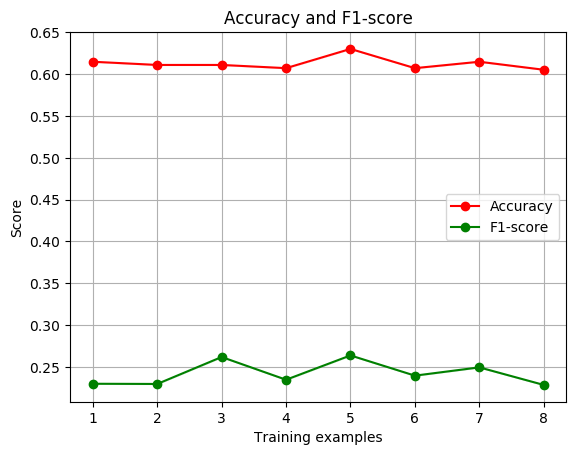 Accuracy and F1-score
0.65
0.60
0.55
0.50
0.45
0.40
0.35
0.30
0.25
Score
Accuracy
F1-score
1 2 3 4 5 6 7 8
Training examples